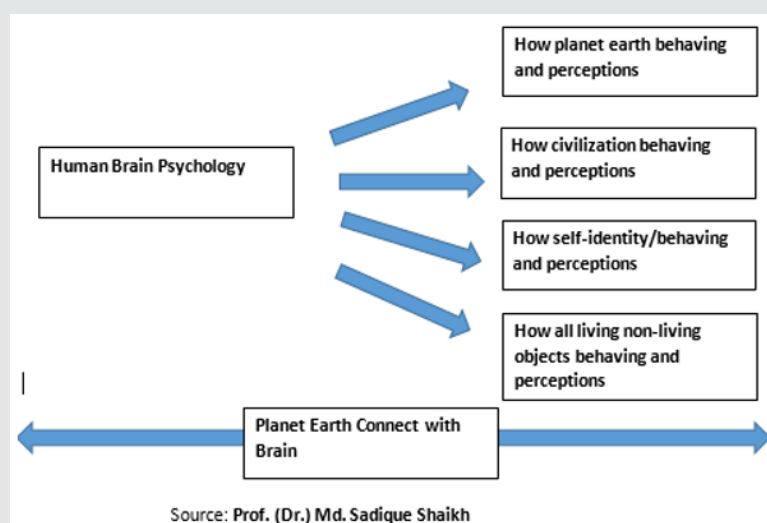 How planet earth behaving
and perceptions
Human Brain Psychology
How civilization behaving
and perceptions
How self-identity/behaving
and perceptions
How all living non-living
objects behaving and
perceptions
Planet Earth Connect with
Brain
Source: Prof. (Dr.) Md. Sadique Shaikh